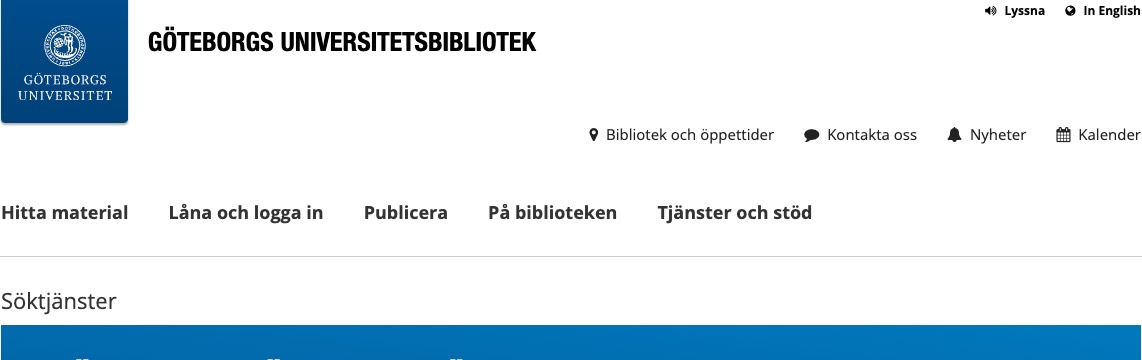 Lyssna In English
GÖTEBORGS UNIVERSITETSBIBLIOTEK
GÖTEBORGS
UNIVERSITET
Bibliotek och öppettider Kontakta oss Nyheter Kalender
Hitta material Låna och logga in Publicera På biblioteken Tjänster och stöd
Söktjänster